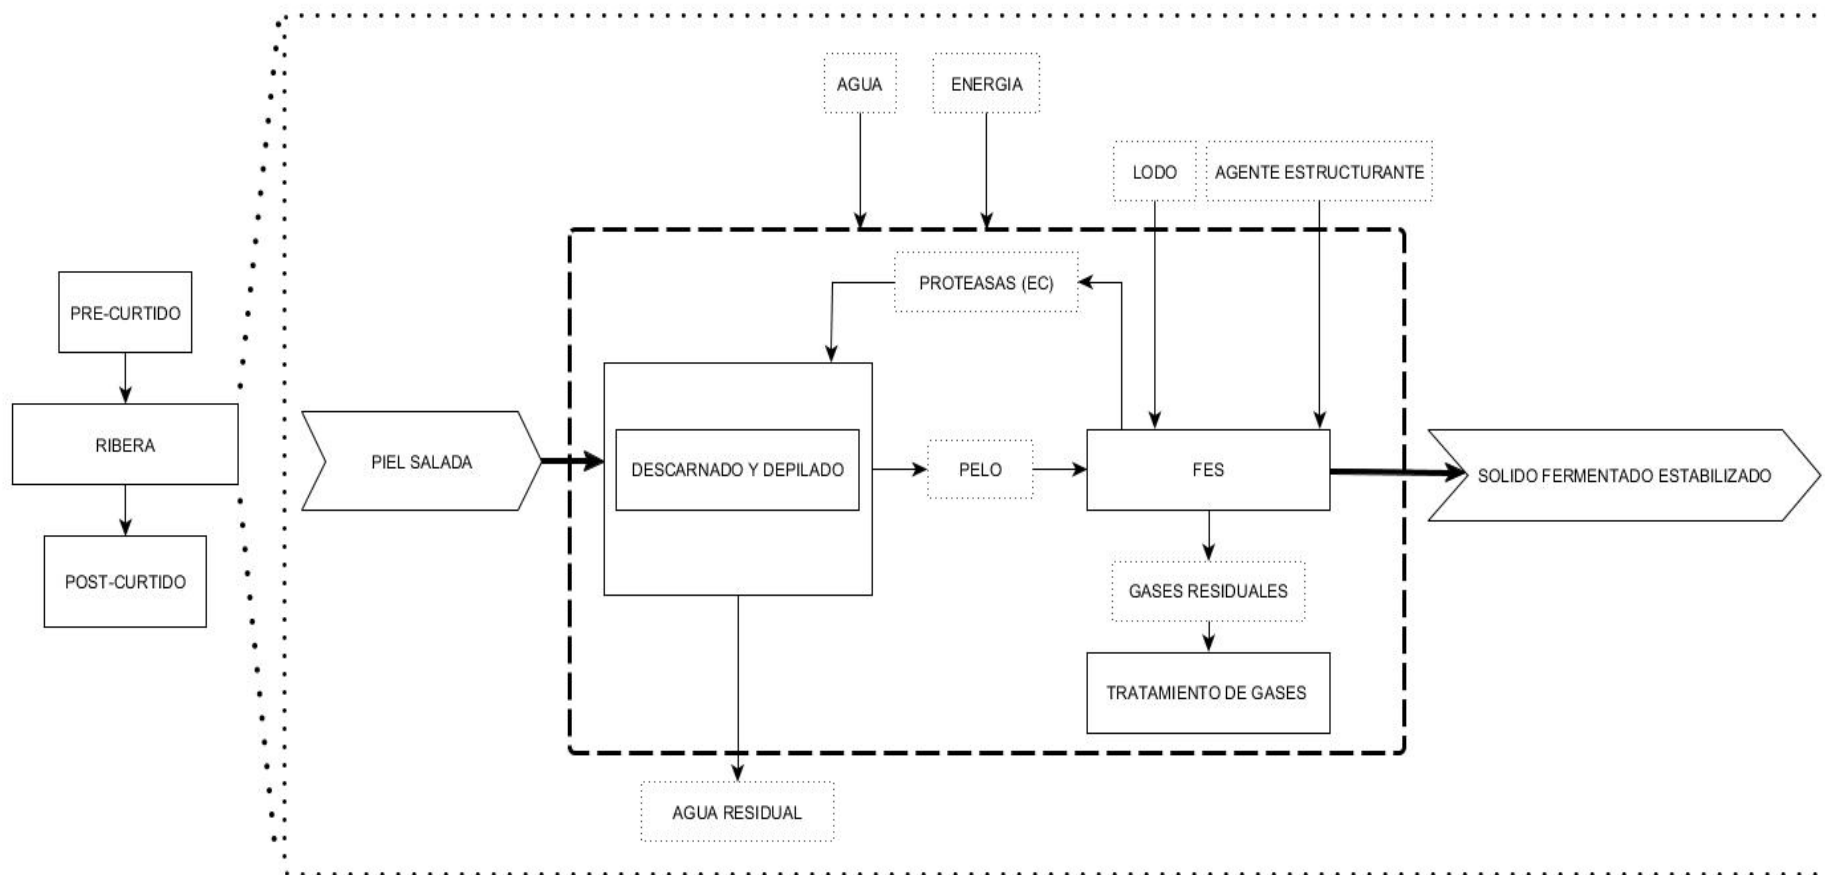 AGUA
ENERGIA
LODO
AGENTE ESTRUCTURANTE
PROTEASAS (EC)
PRE-CURTIDO
RIBERA
POST-CURTIDO
PIEL SALADA
DESCARNADO Y DEPILADO
PELO
FES
SOLIDO FERMENTADO ESTABILIZADO
GASES RESIDUALES
TRATAMIENTO DE GASES
AGUA RESIDUAL